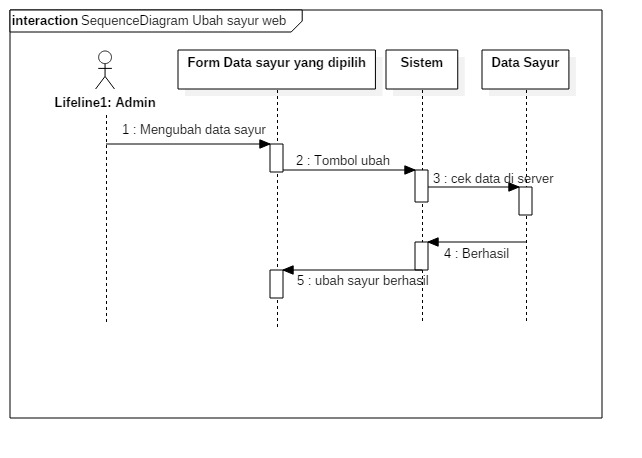 interaction SequenceDiagram Ubah sayur web
Form Data sayur yang dipilih
Sistem
Data Sayur
Lifeline1: Admin
1 : Mengubah data sayur
2 : Tombol ubah
3 : cek data di server
4 : Berhasil
5 : ubah sayur berhasil